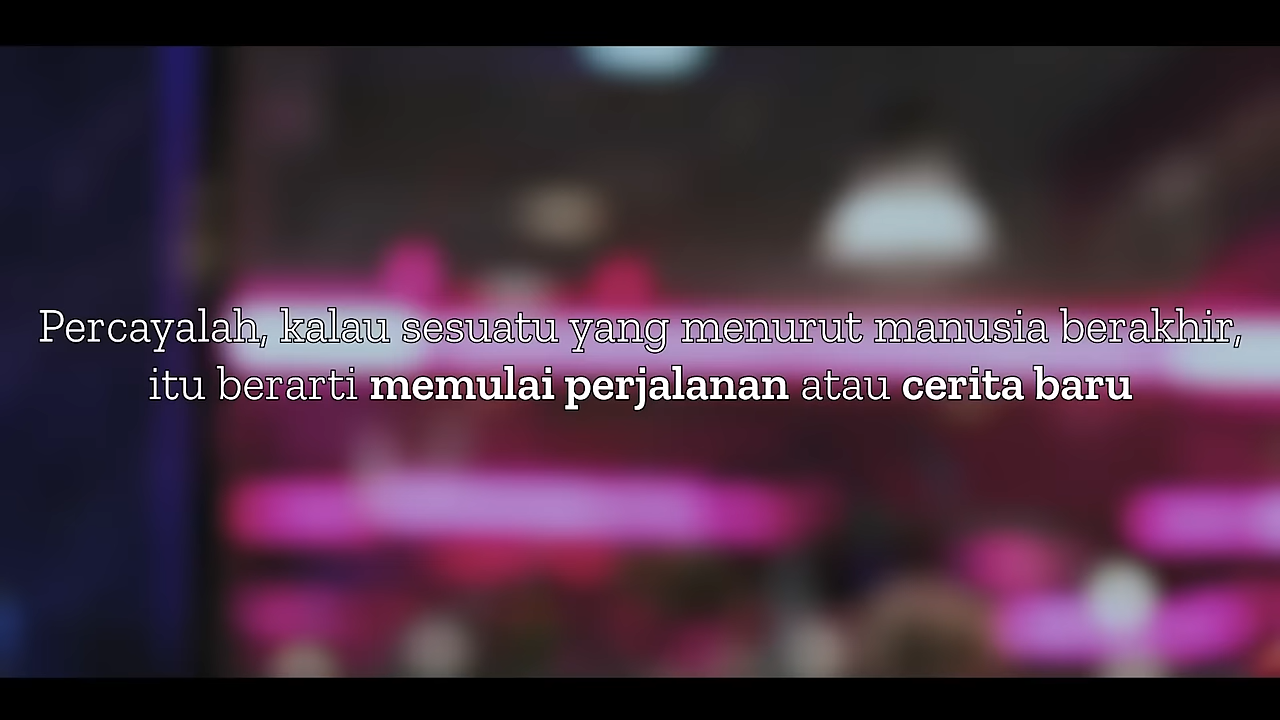 Percayalah, kalau sesuatu yang menurut manusia berakhir,
itu berarti memulai perjalanan atau cerita baru